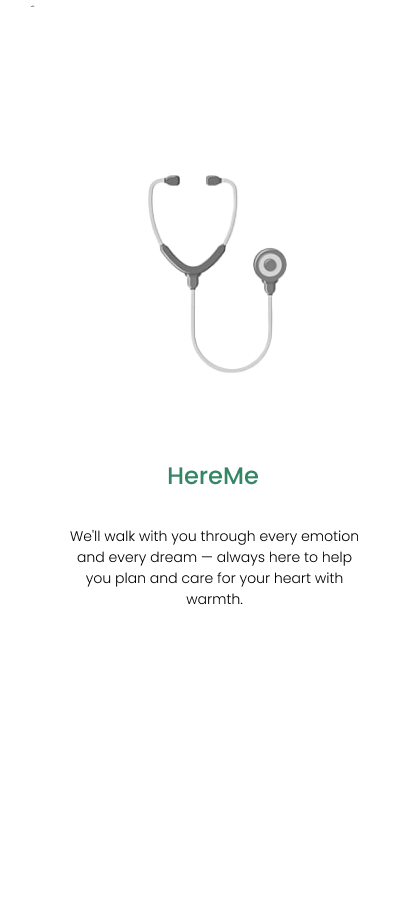 HereMe
We'll walk with you through every emotion
and every dream — always here to help
you plan and care for your heart with
warmth.